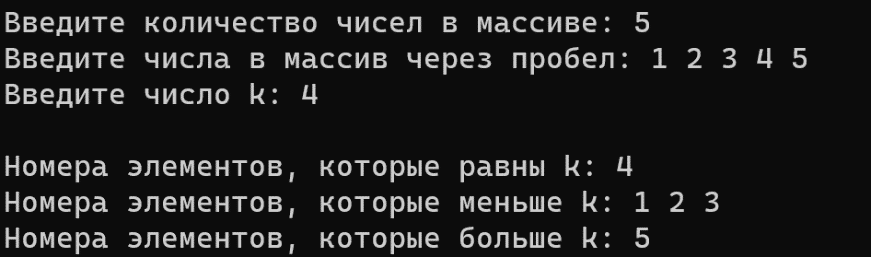 Введите количество чисел в массиве: 5
Введите числа в массив через пробел: 1 2 3 4 5
Введите число k: 4
Номера элементов, которые равны k: 4
Номера элементов, которые меньше k: 1 2 3
Номера элементов, которые больше k: 5